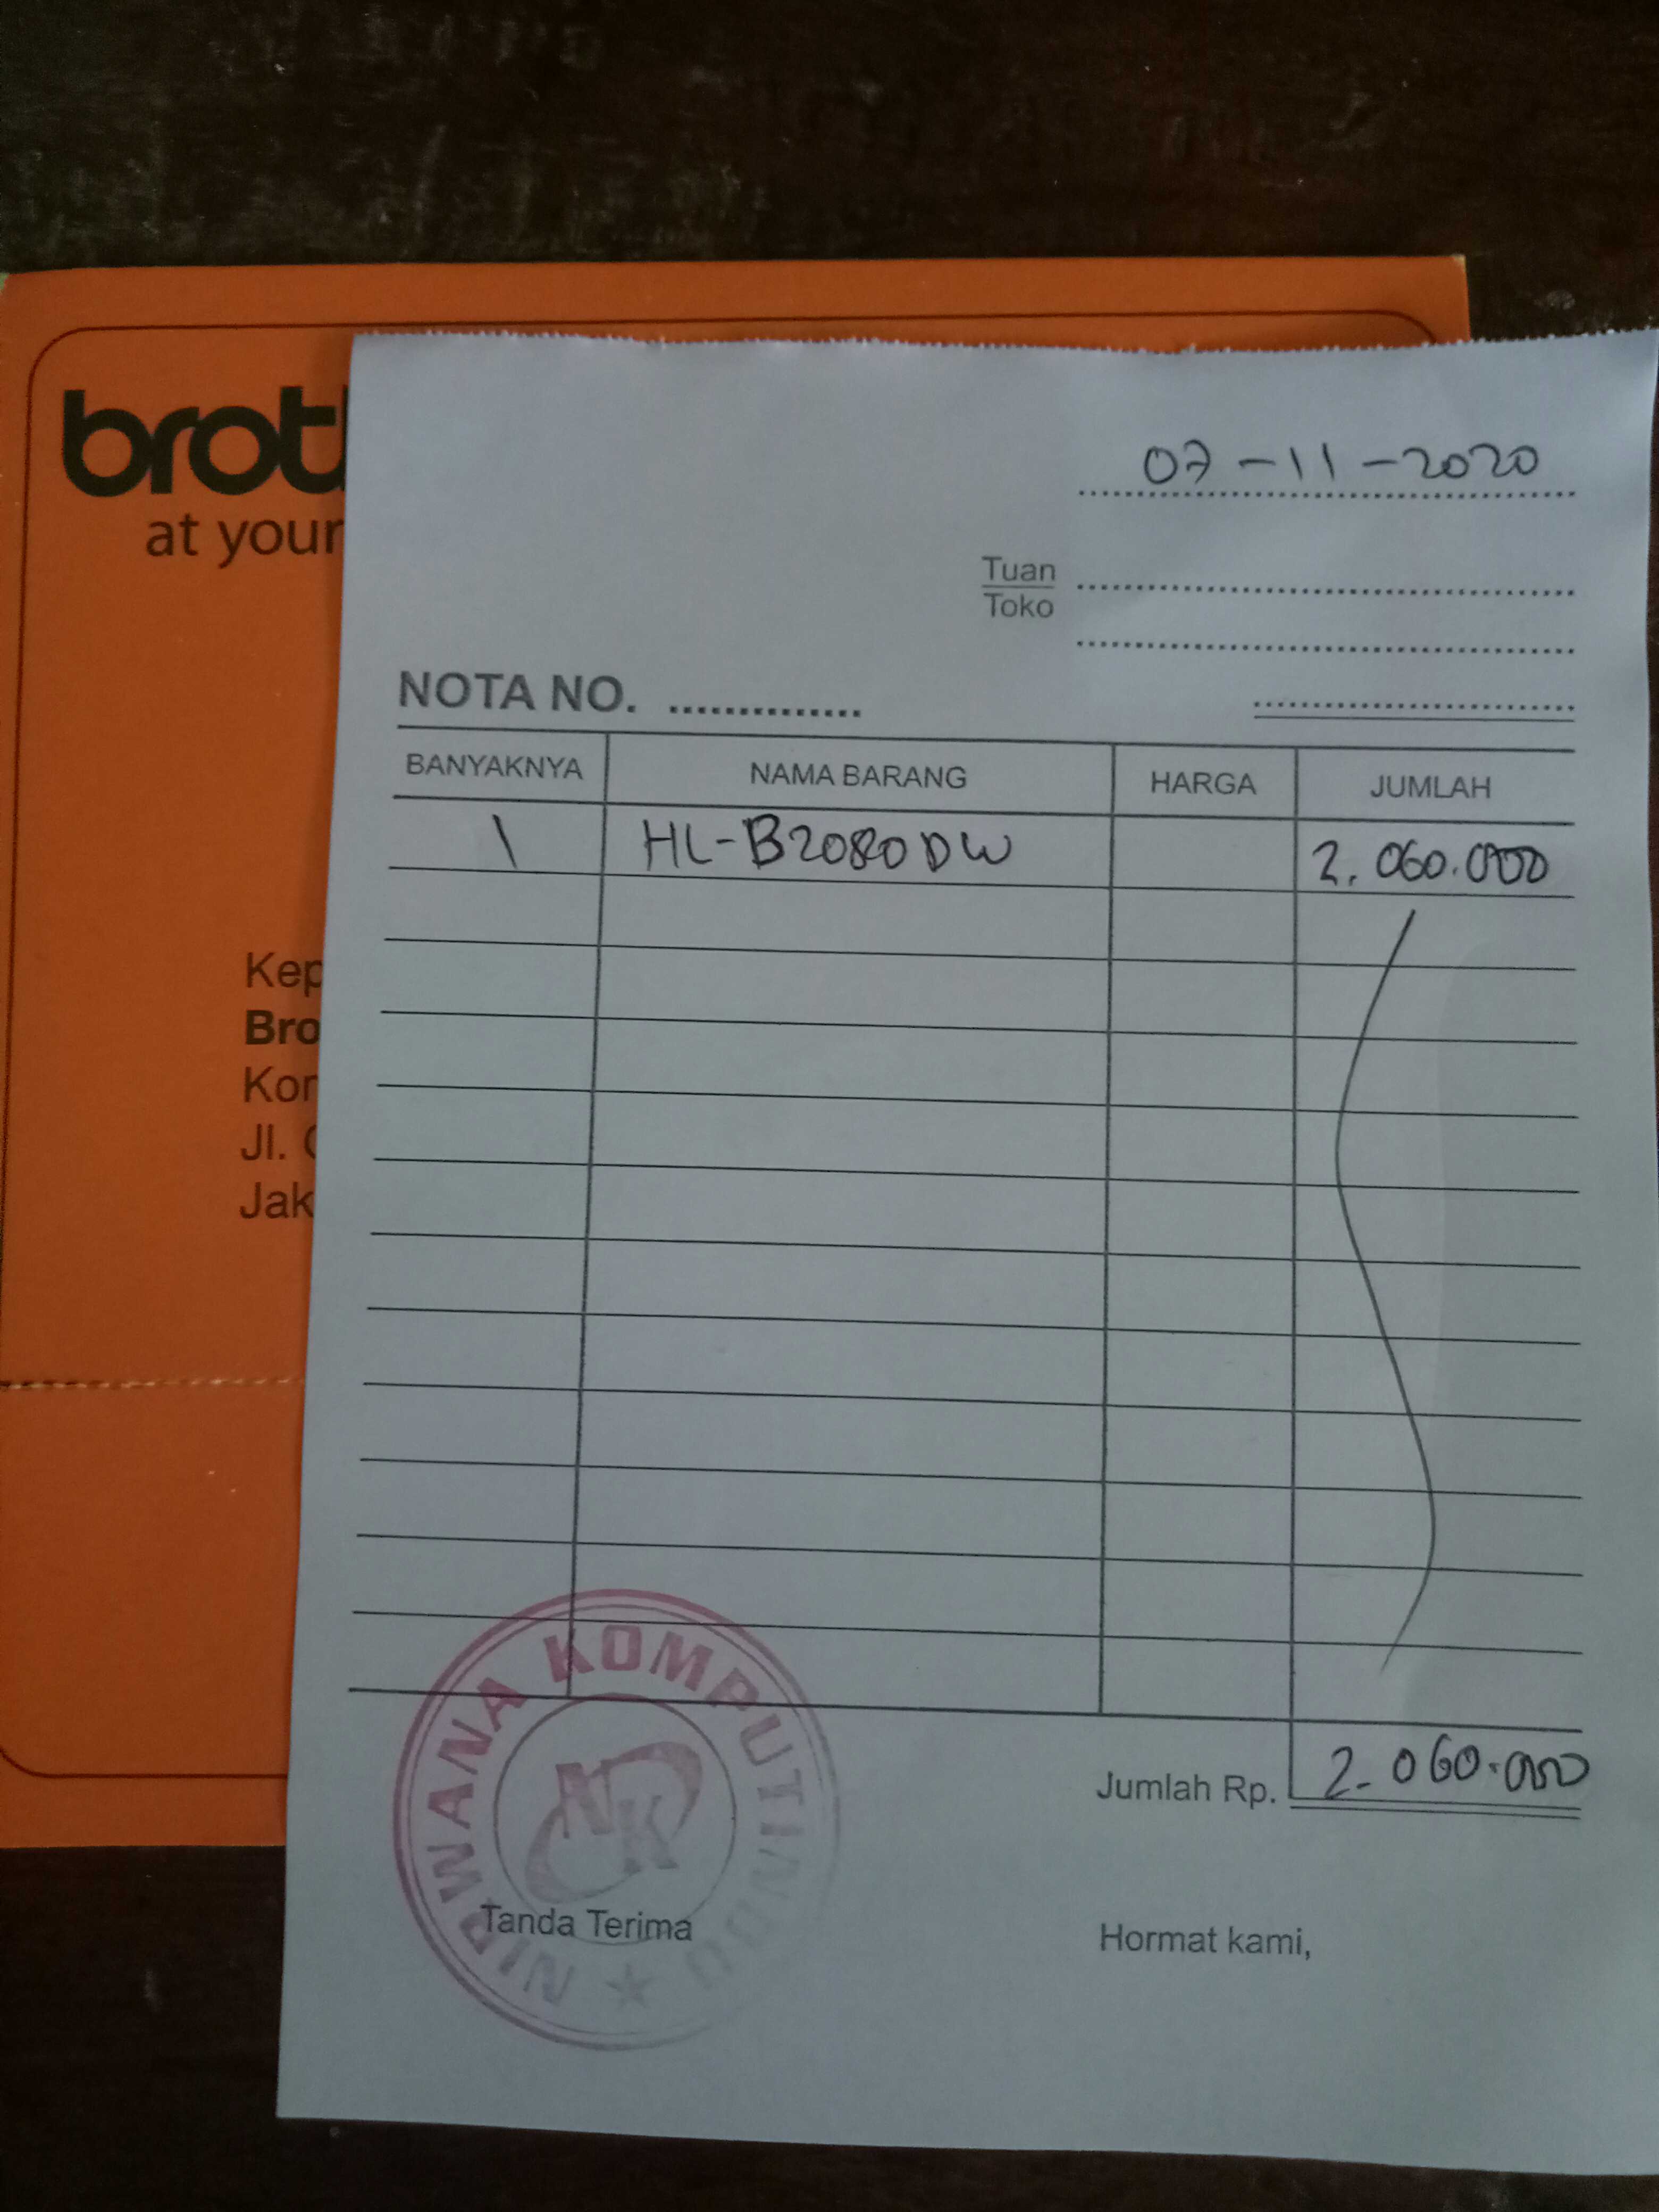 brot
at your
Kep
Bro
Kor
Jl.
Jak
07-11-2020
Tuan
Toko
NOTA NO.
BANYAKNYA NAMA BARANG HARGA JUMLAH
1 HL-B2080DW 2.060.000
Jumlah Rp. 2.060.000
NIRWANA KOMPUTINDO
NK
Tanda Terima
Hormat kami,